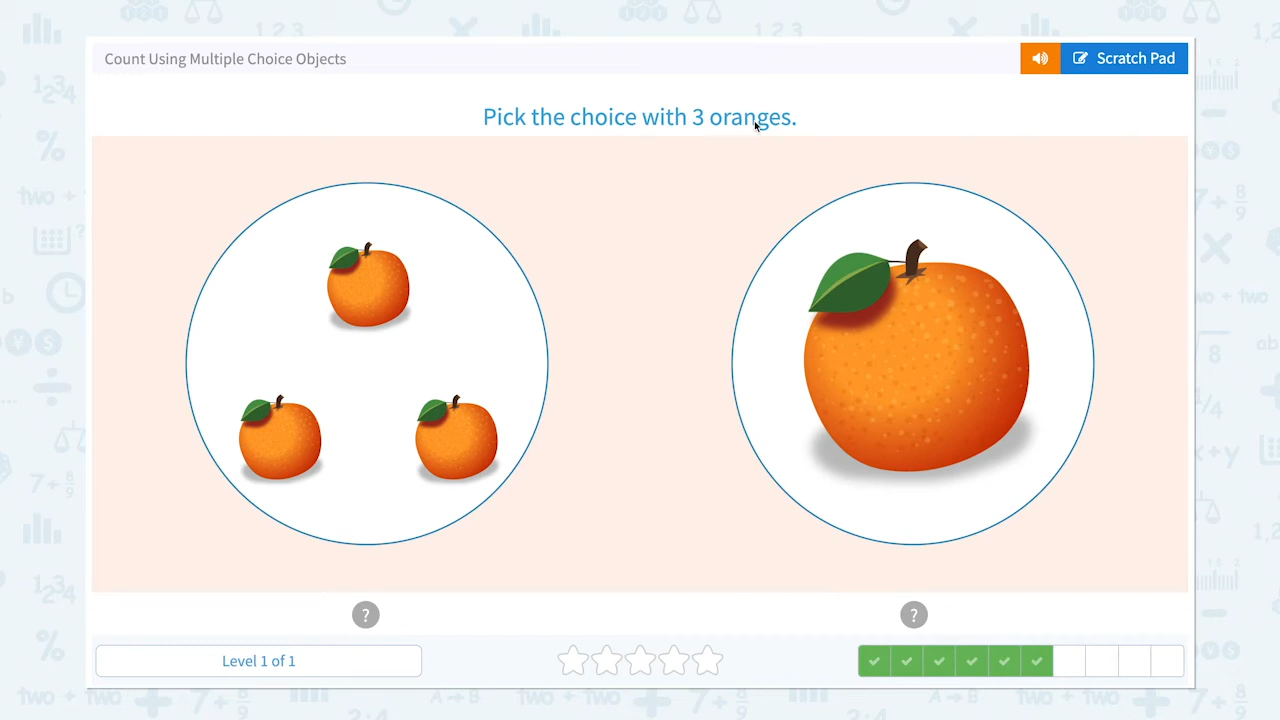 Count Using Multiple Choice Objects
Scratch Pad
Pick the choice with 3 oranges.
?
?
Level 1 of 1